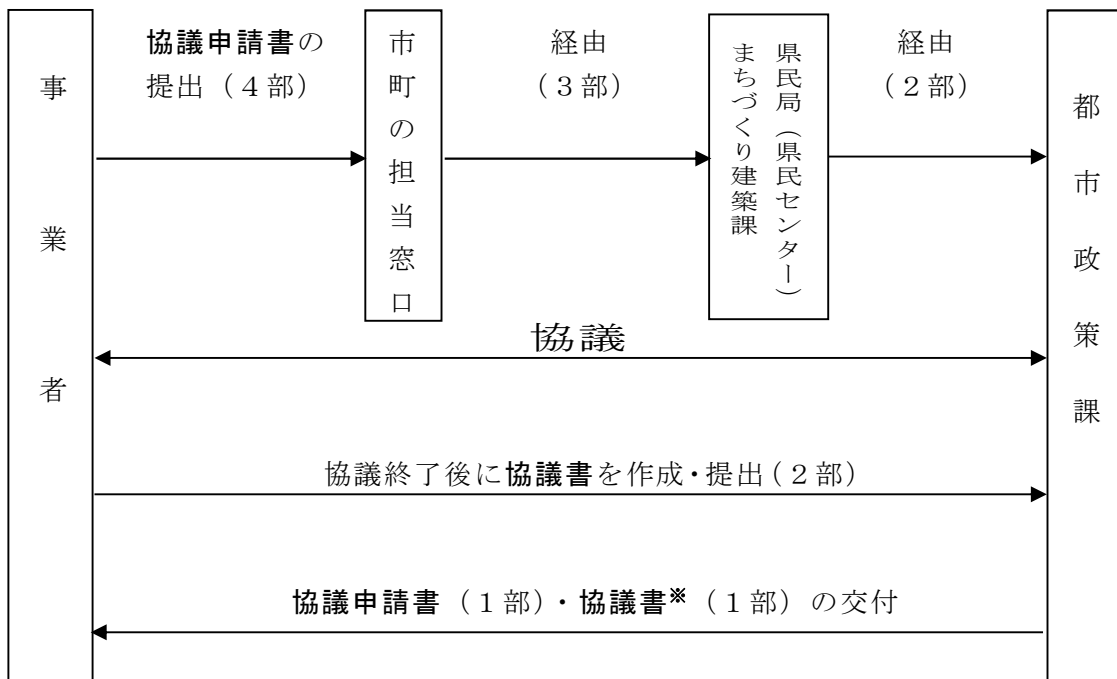 事業者
協議申請書の
提出（４部）
市町の担当窓口
経由
（３部）
県民局（県民センター）
まちづくり建築課
経由
（２部）
都市政策課
協議
協議終了後に協議書を作成・提出（２部）
協議申請書（１部）・協議書※（１部）の交付